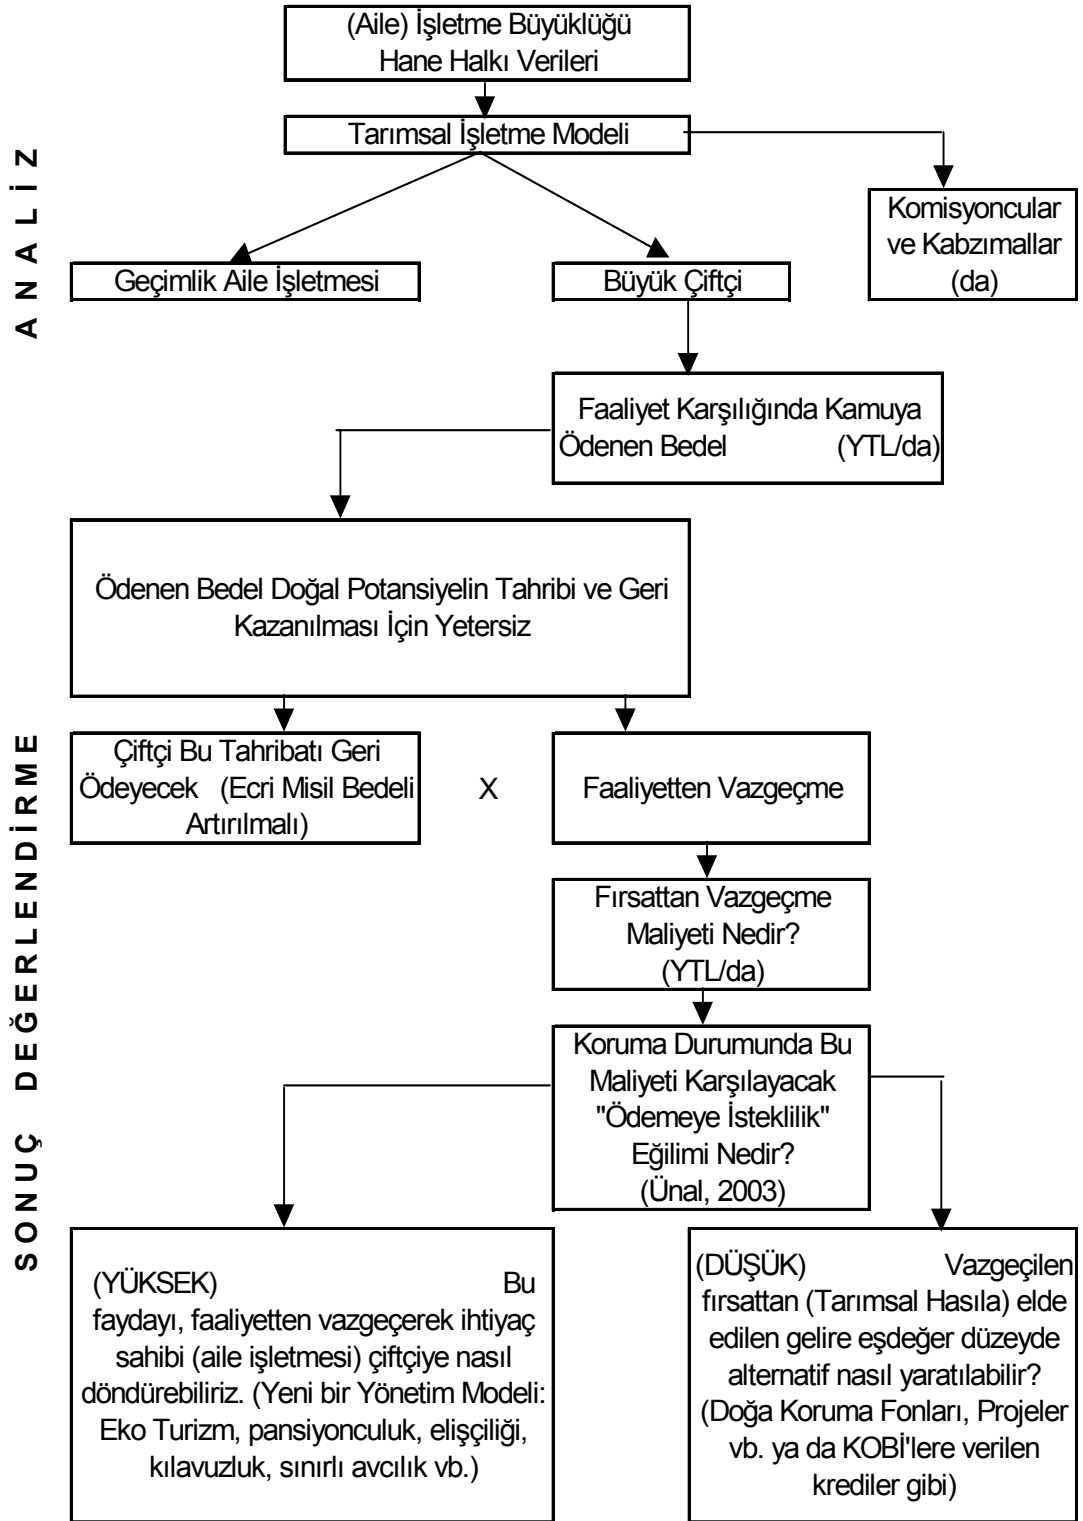 (Aile) İşletme Büyüklüğü
Hane Halkı Verileri
Tarımsal İşletme Modeli
A N A L İ Z
Komisyoncular
ve Kabzımallar
(da)
Geçimlik Aile İşletmesi
Büyük Çiftçi
Faaliyet Karşılığında Kamuya
Ödenen Bedel (YTL/da)
Ödenen Bedel Doğal Potansiyelin Tahribi ve Geri
Kazanılması İçin Yetersiz
S O N U Ç D E Ğ E R L E N D İ R M E
Çiftçi Bu Tahribatı Geri
Ödeyecek (Ecri Misil Bedeli
Artırılmalı)
X
Faaliyetten Vazgeçme
Fırsattan Vazgeçme
Maliyeti Nedir?
(YTL/da)
Koruma Durumunda Bu
Maliyeti Karşılayacak
"Ödemeye İsteklilik"
Eğilimi Nedir?
(Ünal, 2003)
(YÜKSEK) Bu
faydayı, faaliyetten vazgeçerek ihtiyaç
sahibi (aile işletmesi) çiftçiye nasıl
döndürebiliriz. (Yeni bir Yönetim Modeli:
Eko Turizm, pansiyonculuk, elişçiliği,
kılavuzluk, sınırlı avcılık vb.)
(DÜŞÜK) Vazgeçilen
fırsattan (Tarımsal Hasıla) elde
edilen gelire eşdeğer düzeyde
alternatif nasıl yaratılabilir?
(Doğa Koruma Fonları, Projeler
vb. ya da KOBİ'lere verilen
krediler gibi)